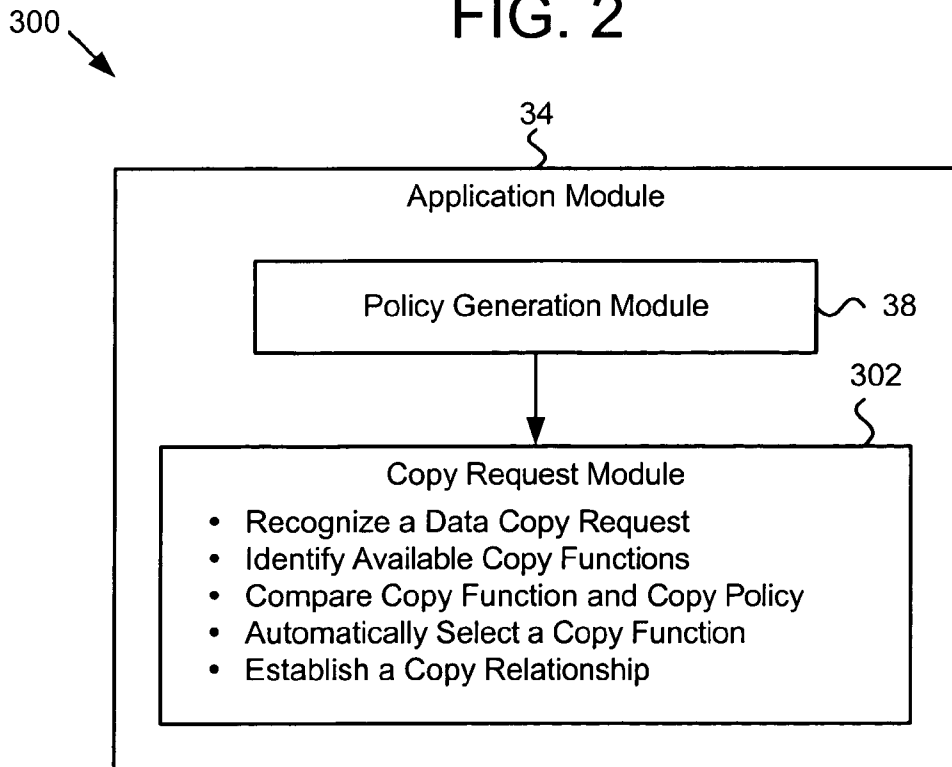 FIG. 2
300
34
Application Module
Policy Generation Module
38
302
Copy Request Module
• Recognize a Data Copy Request
• Identify Available Copy Functions
• Compare Copy Function and Copy Policy
• Automatically Select a Copy Function
• Establish a Copy Relationship